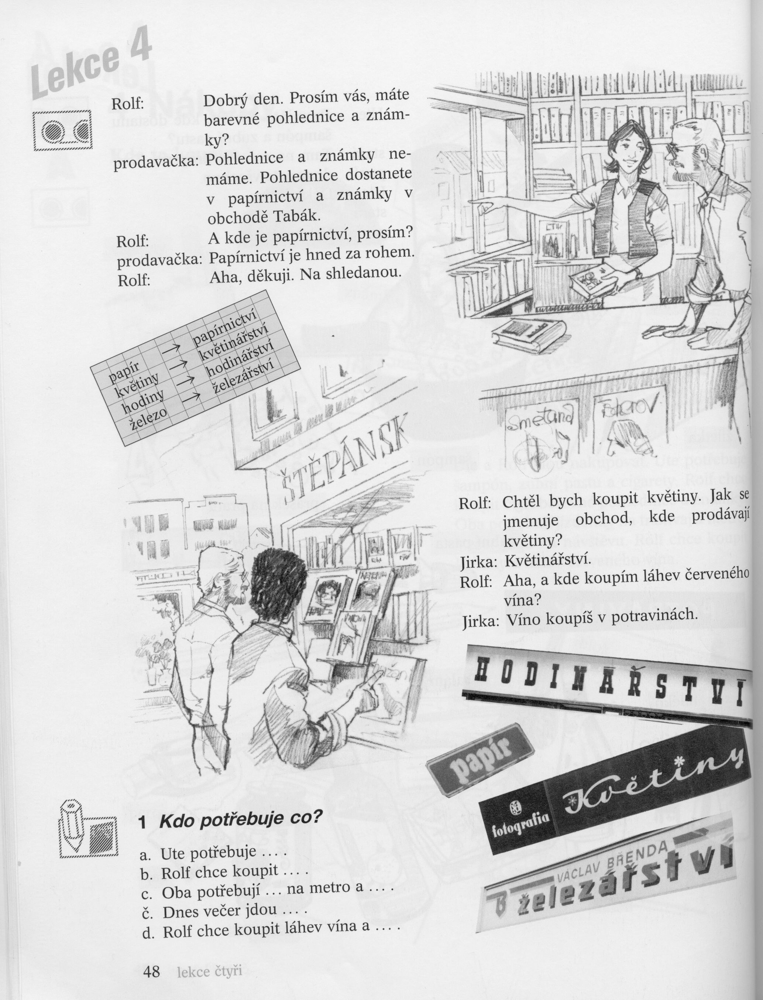 Lekce 4
Rolf: Dobrý den. Prosím vás, máte
barevné pohlednice a znám-
ky?
prodavačka: Pohlednice a známky ne-
máme. Pohlednice dostanete
v papírnictví a známky v
obchodě Tabák.
Rolf: A kde je papírnictví, prosím?
prodavačka: Papírnictví je hned za rohem.
Rolf: Aha, děkuji. Na shledanou.
papír → papírnictví
květiny → květinářství
hodiny → hodinářství
železo → železářství
ŠTĚPÁNSK
Smetana
Rolf: Chtěl bych koupit květiny. Jak se
jmenuje obchod, kde prodávají
květiny?
Jirka: Květinářství.
Rolf: Aha, a kde koupím láhev červeného
vína?
Jirka: Víno koupíš v potravinách.
HODINÁŘSTVÍ
papír
fotografia Květiny
VÁCLAV BŘENDA
železářství
1 Kdo potřebuje co?
a. Ute potřebuje ... .
b. Rolf chce koupit ... .
c. Oba potřebují ... na metro a ... .
č. Dnes večer jdou ... .
d. Rolf chce koupit láhev vína a ... .
48 lekce čtyři